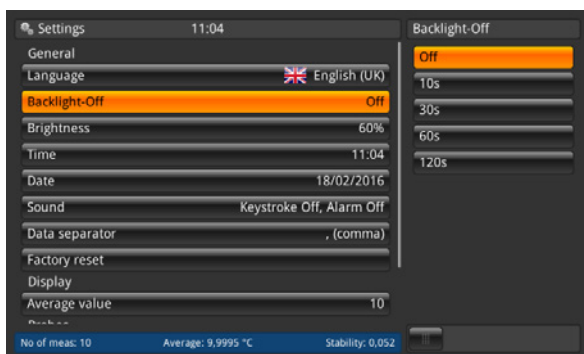 Settings 11:04
General
Language English (UK)
Backlight-Off Off
Brightness 60%
Time 11:04
Date 18/02/2016
Sound Keystroke Off, Alarm Off
Data separator , (comma)
Factory reset
Display
Average value 10
No of meas: 10 Average: 9,9995 °C Stability: 0,052
Backlight-Off
Off
10s
30s
60s
120s